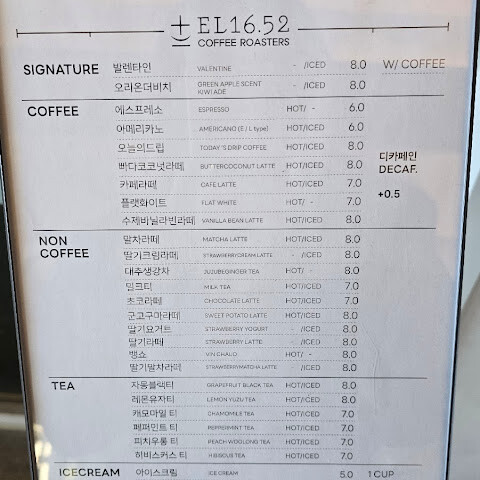 EL16.52
COFFEE ROASTERS
SIGNATURE 발렌타인 VALENTINE - /ICED 8.0 W/ COFFEE
오리온더비치 GREEN APPLE SCENT KIWI ADE - /ICED 8.0
COFFEE 에스프레소 ESPRESSO HOT/ - 6.0
아메리카노 AMERICANO (E / L type) HOT/ICED 6.0
오늘의드립 TODAY'S DRIP COFFEE HOT/ICED 8.0
빠다코코넛라떼 BUTTERCOCONUT LATTE HOT/ICED 8.0 디카페인 DECAF.
카페라떼 CAFE LATTE HOT/ICED 7.0
플랫화이트 FLAT WHITE HOT/ - 7.0 +0.5
수제바닐라빈라떼 VANILLA BEAN LATTE HOT/ICED 8.0
NON COFFEE 말차라떼 MATCHA LATTE HOT/ICED 8.0
딸기크림라떼 STRAWBERRYCREAM LATTE - /ICED 8.0
대추생강차 JUJUBE&GINGER TEA HOT/ - 8.0
밀크티 MILK TEA HOT/ICED 7.0
초코라떼 CHOCOLATE LATTE HOT/ICED 7.0
군고구마라떼 SWEET POTATO LATTE HOT/ICED 8.0
딸기요거트 STRAWBERRY YOGURT - /ICED 8.0
딸기라떼 STRAWBERRY LATTE - /ICED 8.0
뱅쇼 VIN CHAUD HOT/ - 8.0
딸기말차라떼 STRAWBERRYMATCHA LATTE - /ICED 8.0
TEA 자몽블랙티 GRAPEFRUIT BLACK TEA HOT/ICED 8.0
레몬유자티 LEMON YUZU TEA HOT/ICED 8.0
캐모마일 티 CHAMOMILE TEA HOT/ICED 7.0
페퍼민트 티 PEPPERMINT TEA HOT/ICED 7.0
피치우롱 티 PEACH WOOLONG TEA HOT/ICED 7.0
히비스커스 티 HIBISCUS TEA HOT/ICED 7.0
ICECREAM 아이스크림 ICE CREAM 5.0 1 CUP